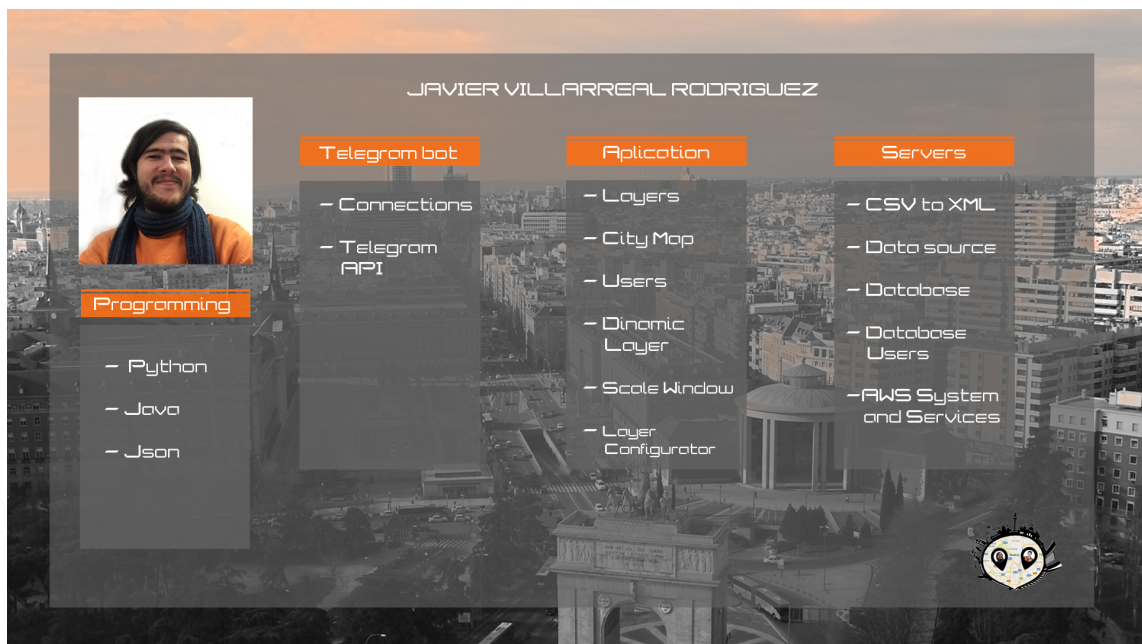 JAVIER VILLARREAL RODRIGUEZ
Programming
- Python
- Java
- Json
Telegram bot
- Connections
- Telegram
API
Aplication
- Layers
- City Map
- Users
- Dinamic
Layer
- Scale Window
- Layer
Configurator
Servers
- CSV to XML
- Data source
- Database
- Database
Users
-AWS System
and Services